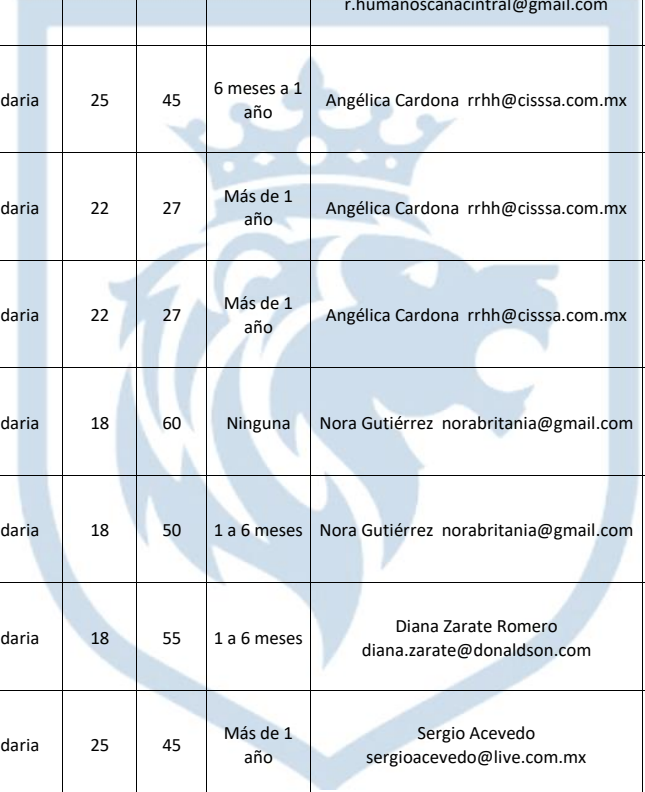 r.humanoscanacintral@gmail.com
daria 25 45 6 meses a 1 año Angélica Cardona rrhh@cisssa.com.mx
daria 22 27 Más de 1 año Angélica Cardona rrhh@cisssa.com.mx
daria 22 27 Más de 1 año Angélica Cardona rrhh@cisssa.com.mx
daria 18 60 Ninguna Nora Gutiérrez norabritania@gmail.com
daria 18 50 1 a 6 meses Nora Gutiérrez norabritania@gmail.com
daria 18 55 1 a 6 meses Diana Zarate Romero diana.zarate@donaldson.com
daria 25 45 Más de 1 año Sergio Acevedo sergioacevedo@live.com.mx